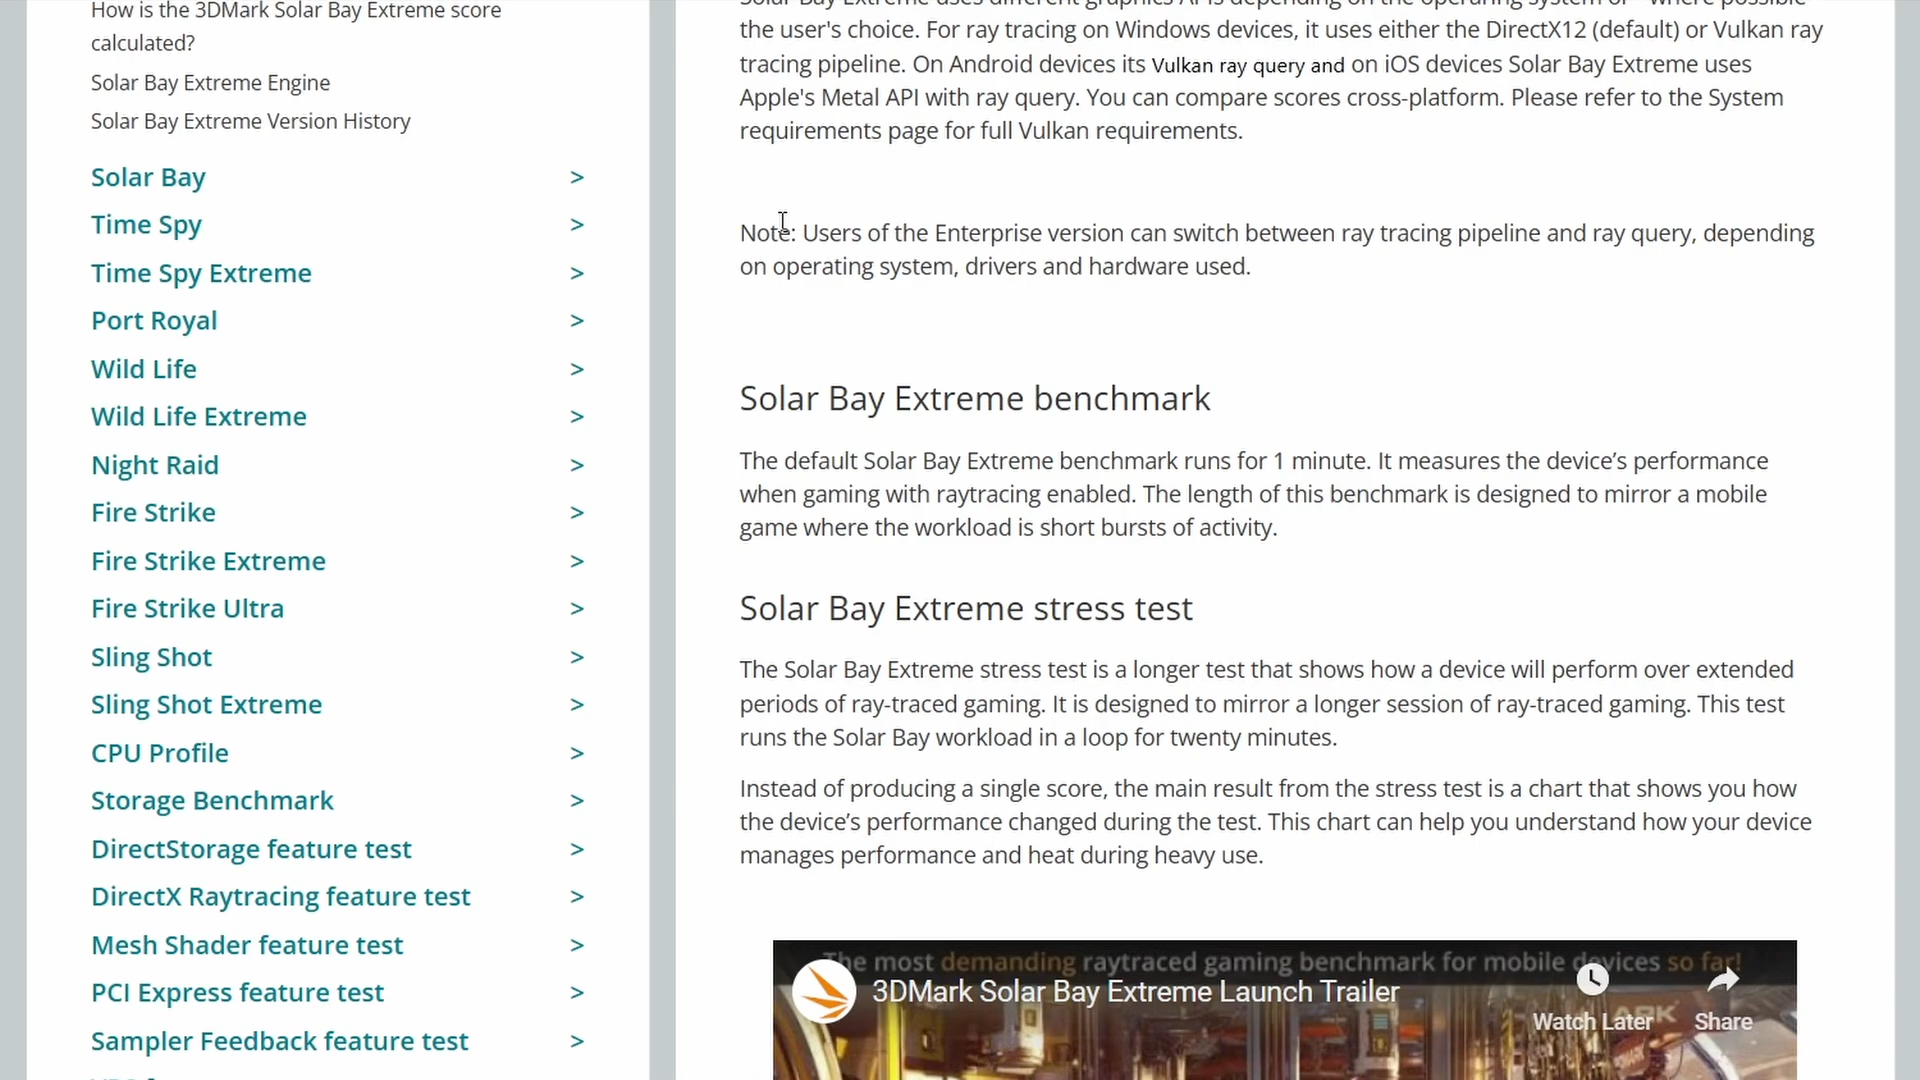 How is the 3DMark Solar Bay Extreme score
calculated?
Solar Bay Extreme Engine
Solar Bay Extreme Version History
Solar Bay >
Time Spy >
Time Spy Extreme >
Port Royal >
Wild Life >
Wild Life Extreme >
Night Raid >
Fire Strike >
Fire Strike Extreme >
Fire Strike Ultra >
Sling Shot >
Sling Shot Extreme >
CPU Profile >
Storage Benchmark >
DirectStorage feature test >
DirectX Raytracing feature test >
Mesh Shader feature test >
PCI Express feature test >
Sampler Feedback feature test >
Solar Bay Extreme uses different graphics APIs depending on the operating system or - where possible
the user's choice. For ray tracing on Windows devices, it uses either the DirectX12 (default) or Vulkan ray
tracing pipeline. On Android devices its Vulkan ray query and on iOS devices Solar Bay Extreme uses
Apple's Metal API with ray query. You can compare scores cross-platform. Please refer to the System
requirements page for full Vulkan requirements.
Note: Users of the Enterprise version can switch between ray tracing pipeline and ray query, depending
on operating system, drivers and hardware used.
Solar Bay Extreme benchmark
The default Solar Bay Extreme benchmark runs for 1 minute. It measures the device’s performance
when gaming with raytracing enabled. The length of this benchmark is designed to mirror a mobile
game where the workload is short bursts of activity.
Solar Bay Extreme stress test
The Solar Bay Extreme stress test is a longer test that shows how a device will perform over extended
periods of ray-traced gaming. It is designed to mirror a longer session of ray-traced gaming. This test
runs the Solar Bay workload in a loop for twenty minutes.
Instead of producing a single score, the main result from the stress test is a chart that shows you how
the device’s performance changed during the test. This chart can help you understand how your device
manages performance and heat during heavy use.
The most demanding raytraced gaming benchmark for mobile devices so far!
3DMark Solar Bay Extreme Launch Trailer
Watch Later Share